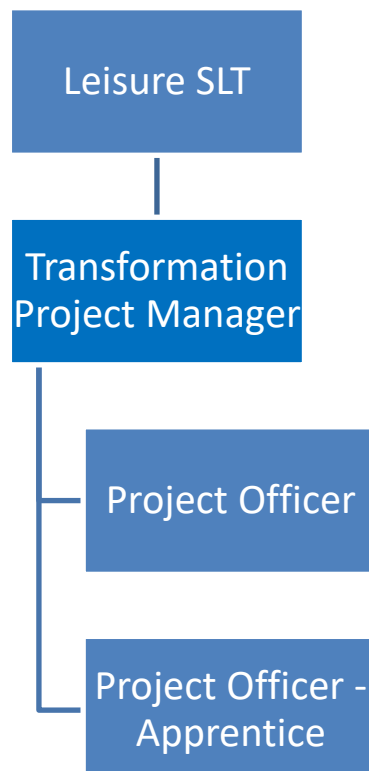 Leisure SLT
Transformation
Project Manager
Project Officer
Project Officer -
Apprentice